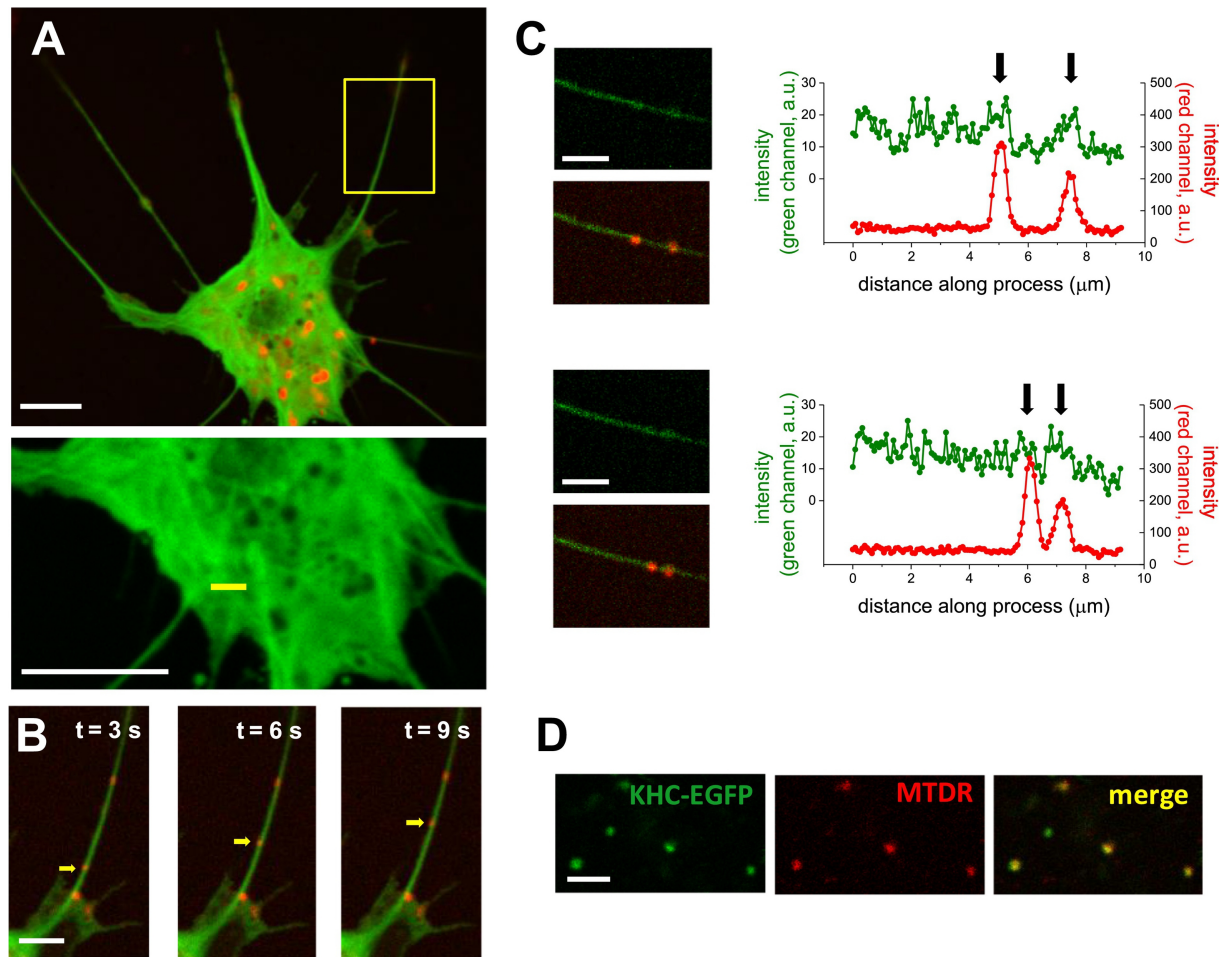 A
C
intensity
(green channel, a.u.)
30
20
10
0
500
400
300
200
100
0
intensity
(red channel, a.u.)
0 2 4 6 8 10
distance along process (μm)
intensity
(green channel, a.u.)
30
20
10
0
500
400
300
200
100
0
intensity
(red channel, a.u.)
0 2 4 6 8 10
distance along process (μm)
B
t = 3 s
t = 6 s
t = 9 s
D
KHC-EGFP
MTDR
merge